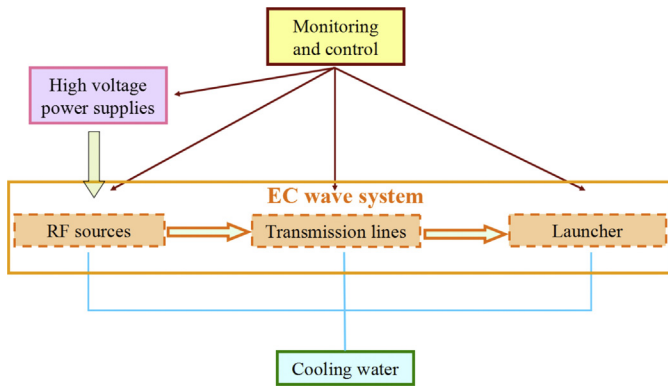 Monitoring
and control
High voltage
power supplies
EC wave system
RF sources
Transmission lines
Launcher
Cooling water